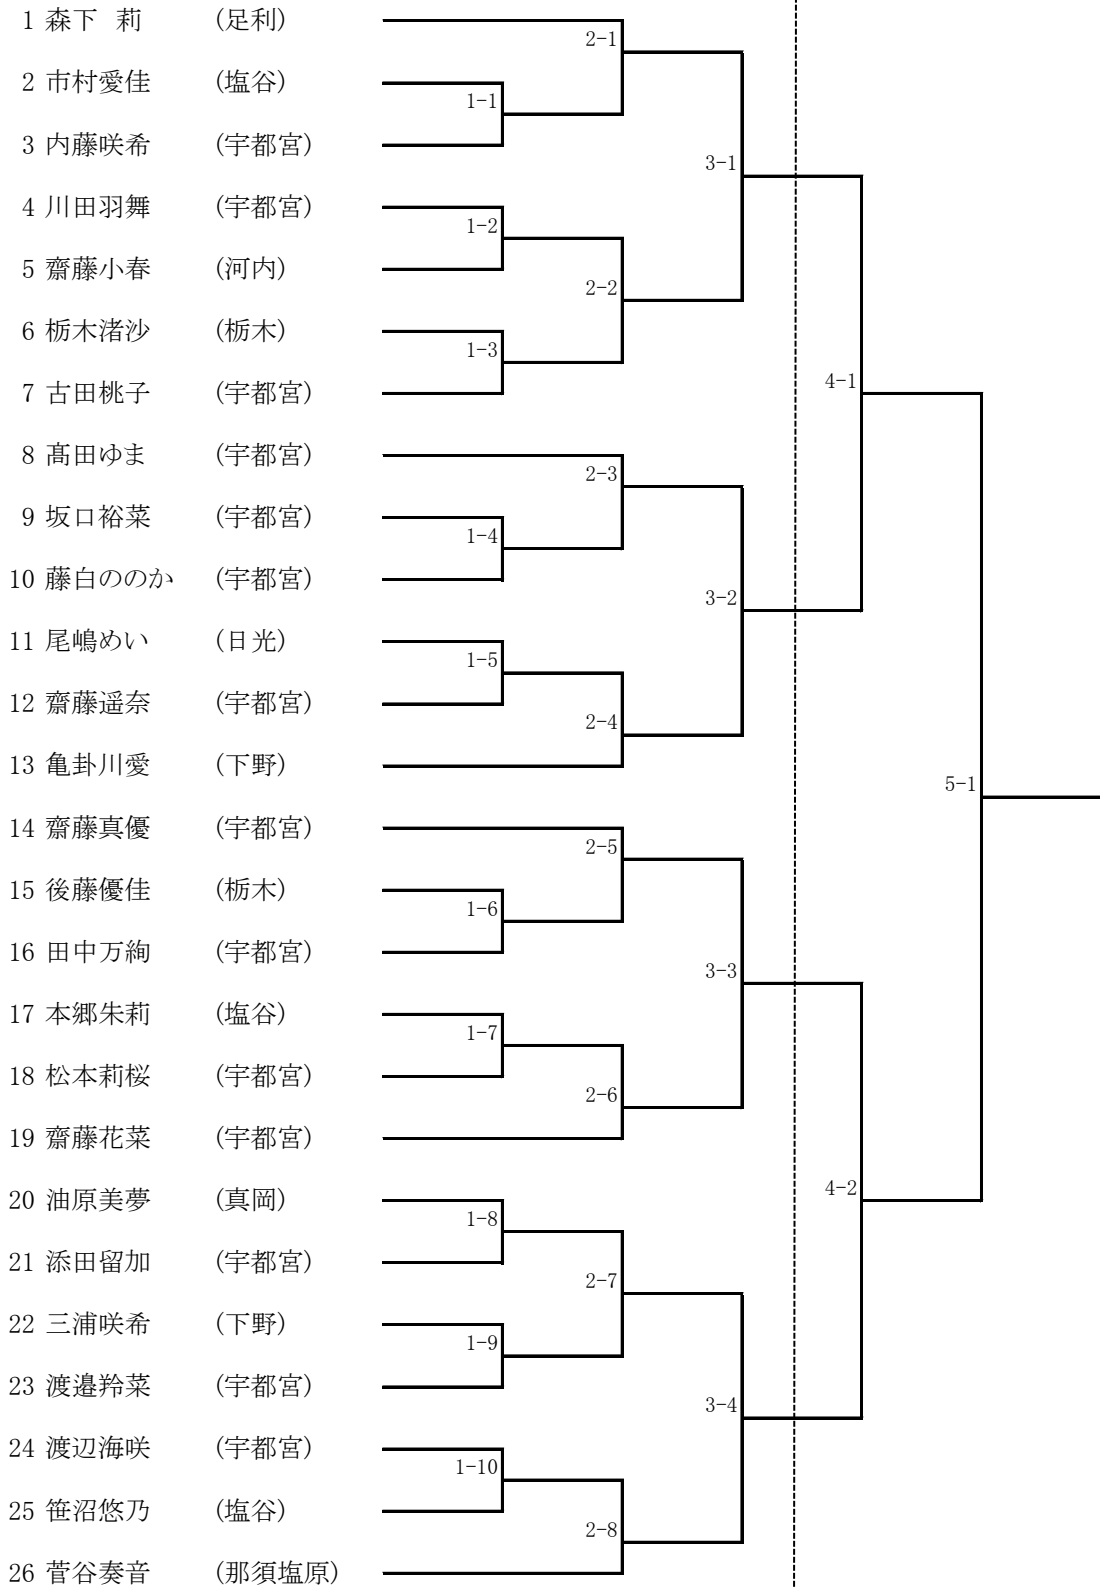 1 森下 莉 (足利)
2-1
2 市村愛佳 (塩谷)
1-1
3 内藤咲希 (宇都宮)
3-1
4 川田羽舞 (宇都宮)
1-2
5 齋藤小春 (河内)
2-2
6 栃木渚沙 (栃木)
1-3
7 古田桃子 (宇都宮)
4-1
8 髙田ゆま (宇都宮)
2-3
9 坂口裕菜 (宇都宮)
1-4
10 藤白ののか (宇都宮)
3-2
11 尾嶋めい (日光)
1-5
12 齋藤遥奈 (宇都宮)
2-4
13 亀卦川愛 (下野)
5-1
14 齋藤真優 (宇都宮)
2-5
15 後藤優佳 (栃木)
1-6
16 田中万絢 (宇都宮)
3-3
17 本郷朱莉 (塩谷)
1-7
18 松本莉桜 (宇都宮)
2-6
19 齋藤花菜 (宇都宮)
4-2
20 油原美夢 (真岡)
1-8
21 添田留加 (宇都宮)
2-7
22 三浦咲希 (下野)
1-9
23 渡邉羚菜 (宇都宮)
3-4
24 渡辺海咲 (宇都宮)
1-10
25 笹沼悠乃 (塩谷)
2-8
26 菅谷奏音 (那須塩原)